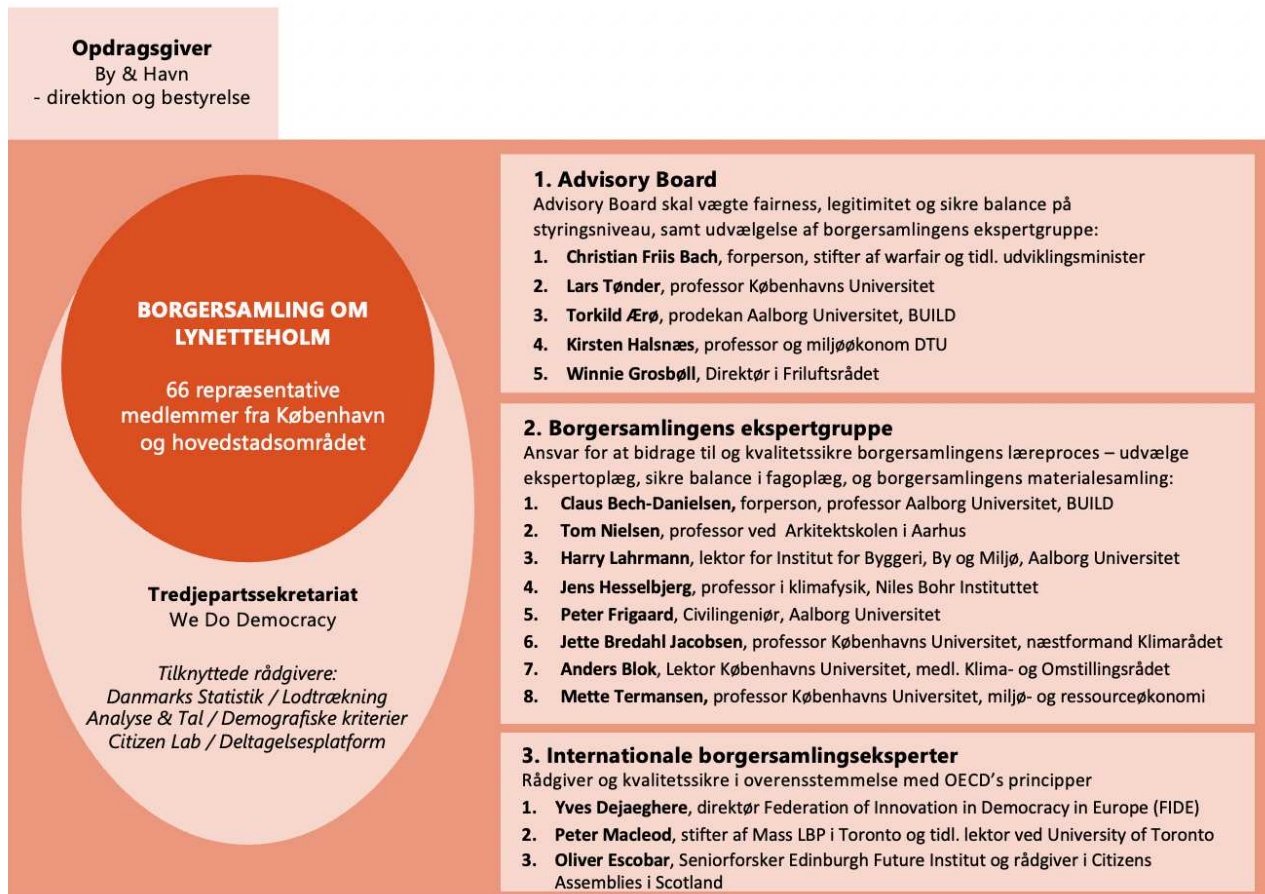 Opdragsgiver
By & Havn
- direktion og bestyrelse
BORGERSAMLING OM
LYNETTEHOLM
66 repræsentative
medlemmer fra København
og hovedstadsområdet
Tredjepartssekretariat
We Do Democracy
Tilknyttede rådgivere:
Danmarks Statistik / Lodtrækning
Analyse & Tal / Demografiske kriterier
Citizen Lab / Deltagelsesplatform
1. Advisory Board
Advisory Board skal vægte fairness, legitimitet og sikre balance på
styringsniveau, samt udvælgelse af borgersamlingens ekspertgruppe:
1. Christian Friis Bach, forperson, stifter af warfair og tidl. udviklingsminister
2. Lars Tønder, professor Københavns Universitet
3. Torkild Ærø, prodekan Aalborg Universitet, BUILD
4. Kirsten Halsnæs, professor og miljøøkonom DTU
5. Winnie Grosbøll, Direktør i Friluftsrådet
2. Borgersamlingens ekspertgruppe
Ansvar for at bidrage til og kvalitetssikre borgersamlingens læreproces – udvælge
ekspertoplæg, sikre balance i fagoplæg, og borgersamlingens materialesamling:
1. Claus Bech-Danielsen, forperson, professor Aalborg Universitet, BUILD
2. Tom Nielsen, professor ved Arkitektskolen i Aarhus
3. Harry Lahrmann, lektor for Institut for Byggeri, By og Miljø, Aalborg Universitet
4. Jens Hesselbjerg, professor i klimafysik, Niles Bohr Instituttet
5. Peter Frigaard, Civilingeniør, Aalborg Universitet
6. Jette Bredahl Jacobsen, professor Københavns Universitet, næstformand Klimarådet
7. Anders Blok, Lektor Københavns Universitet, medl. Klima- og Omstillingsrådet
8. Mette Termansen, professor Københavns Universitet, miljø- og ressourceøkonomi
3. Internationale borgersamlingseksperter
Rådgiver og kvalitetssikre i overensstemmelse med OECD's principper
1. Yves Dejaeghere, direktør Federation of Innovation in Democracy in Europe (FIDE)
2. Peter Macleod, stifter af Mass LBP i Toronto og tidl. lektor ved University of Toronto
3. Oliver Escobar, Seniorforsker Edinburgh Future Institut og rådgiver i Citizens
Assemblies i Scotland